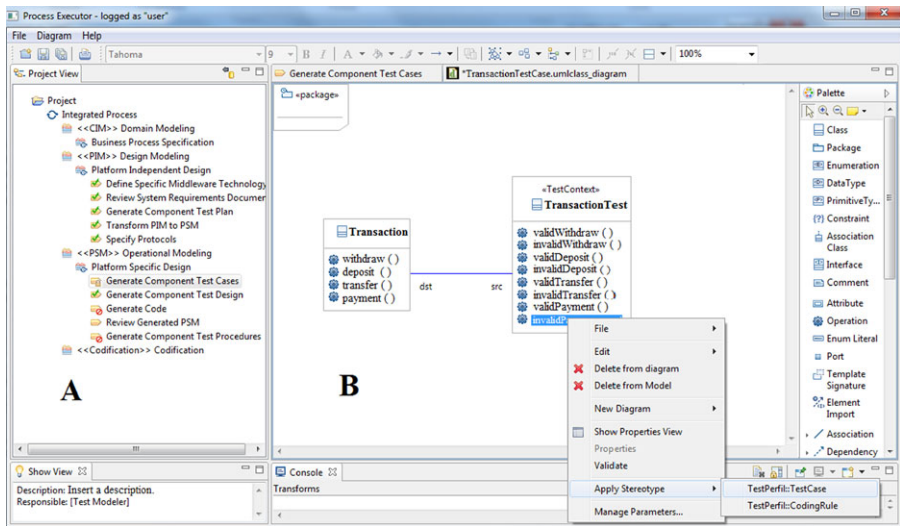 Process Executor - logged as "user"
File Diagram Help
Tahoma 9 B I A 100%
Project View
Project
Integrated Process
<<CIM>> Domain Modeling
Business Process Specification
<<PIM>> Design Modeling
Platform Independent Design
Define Specific Middleware Technology
Review System Requirements Documen
Generate Component Test Plan
Transform PIM to PSM
Specify Protocols
<<PSM>> Operational Modeling
Platform Specific Design
Generate Component Test Cases
Generate Component Test Design
Generate Code
Review Generated PSM
Generate Component Test Procedures
<<Codification>> Codification
A
Generate Component Test Cases
*TransactionTestCase.umlclass_diagram
«package»
Transaction
withdraw ( )
deposit ( )
transfer ( )
payment ( )
dst
src
«TestContext»
TransactionTest
validWithdraw ( )
invalidWithdraw ( )
validDeposit ( )
invalidDeposit ( )
validTransfer ( )
invalidTransfer ( )
validPayment ( )
invalidP
B
File
Edit
Delete from diagram
Delete from Model
New Diagram
Show Properties View
Properties
Validate
Apply Stereotype
Manage Parameters...
TestPerfil::TestCase
TestPerfil::CodingRule
Palette
Class
Package
Enumeration
DataType
PrimitiveTy...
Constraint
Association
Class
Interface
Comment
Attribute
Operation
Enum Literal
Port
Template
Signature
Element
Import
Association
Dependency
Show View
Description: Insert a description.
Responsible: [Test Modeler]
Console
Transforms